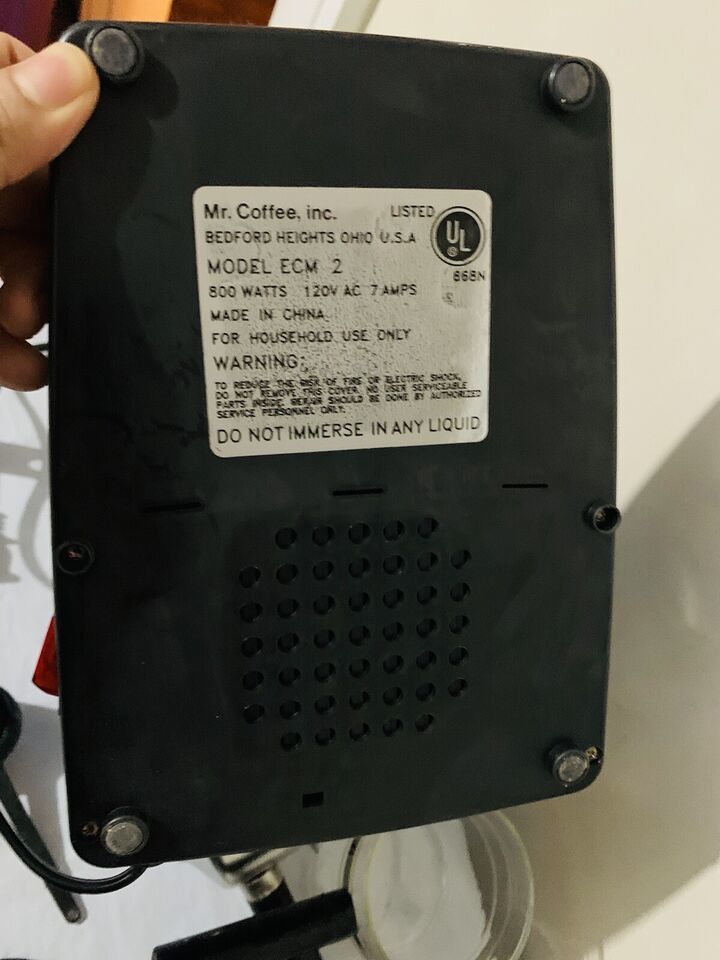 Mr. Coffee, inc. LISTED
BEDFORD HEIGHTS OHIO U.S.A
UL
®
MODEL ECM 2
668N
800 WATTS 120V AC 7 AMPS
MADE IN CHINA
FOR HOUSEHOLD USE ONLY
WARNING:
TO REDUCE THE RISK OF FIRE OR ELECTRIC SHOCK,
DO NOT REMOVE THIS COVER. NO USER SERVICEABLE
PARTS INSIDE. REPAIR SHOULD BE DONE BY AUTHORIZED
SERVICE PERSONNEL ONLY.
DO NOT IMMERSE IN ANY LIQUID